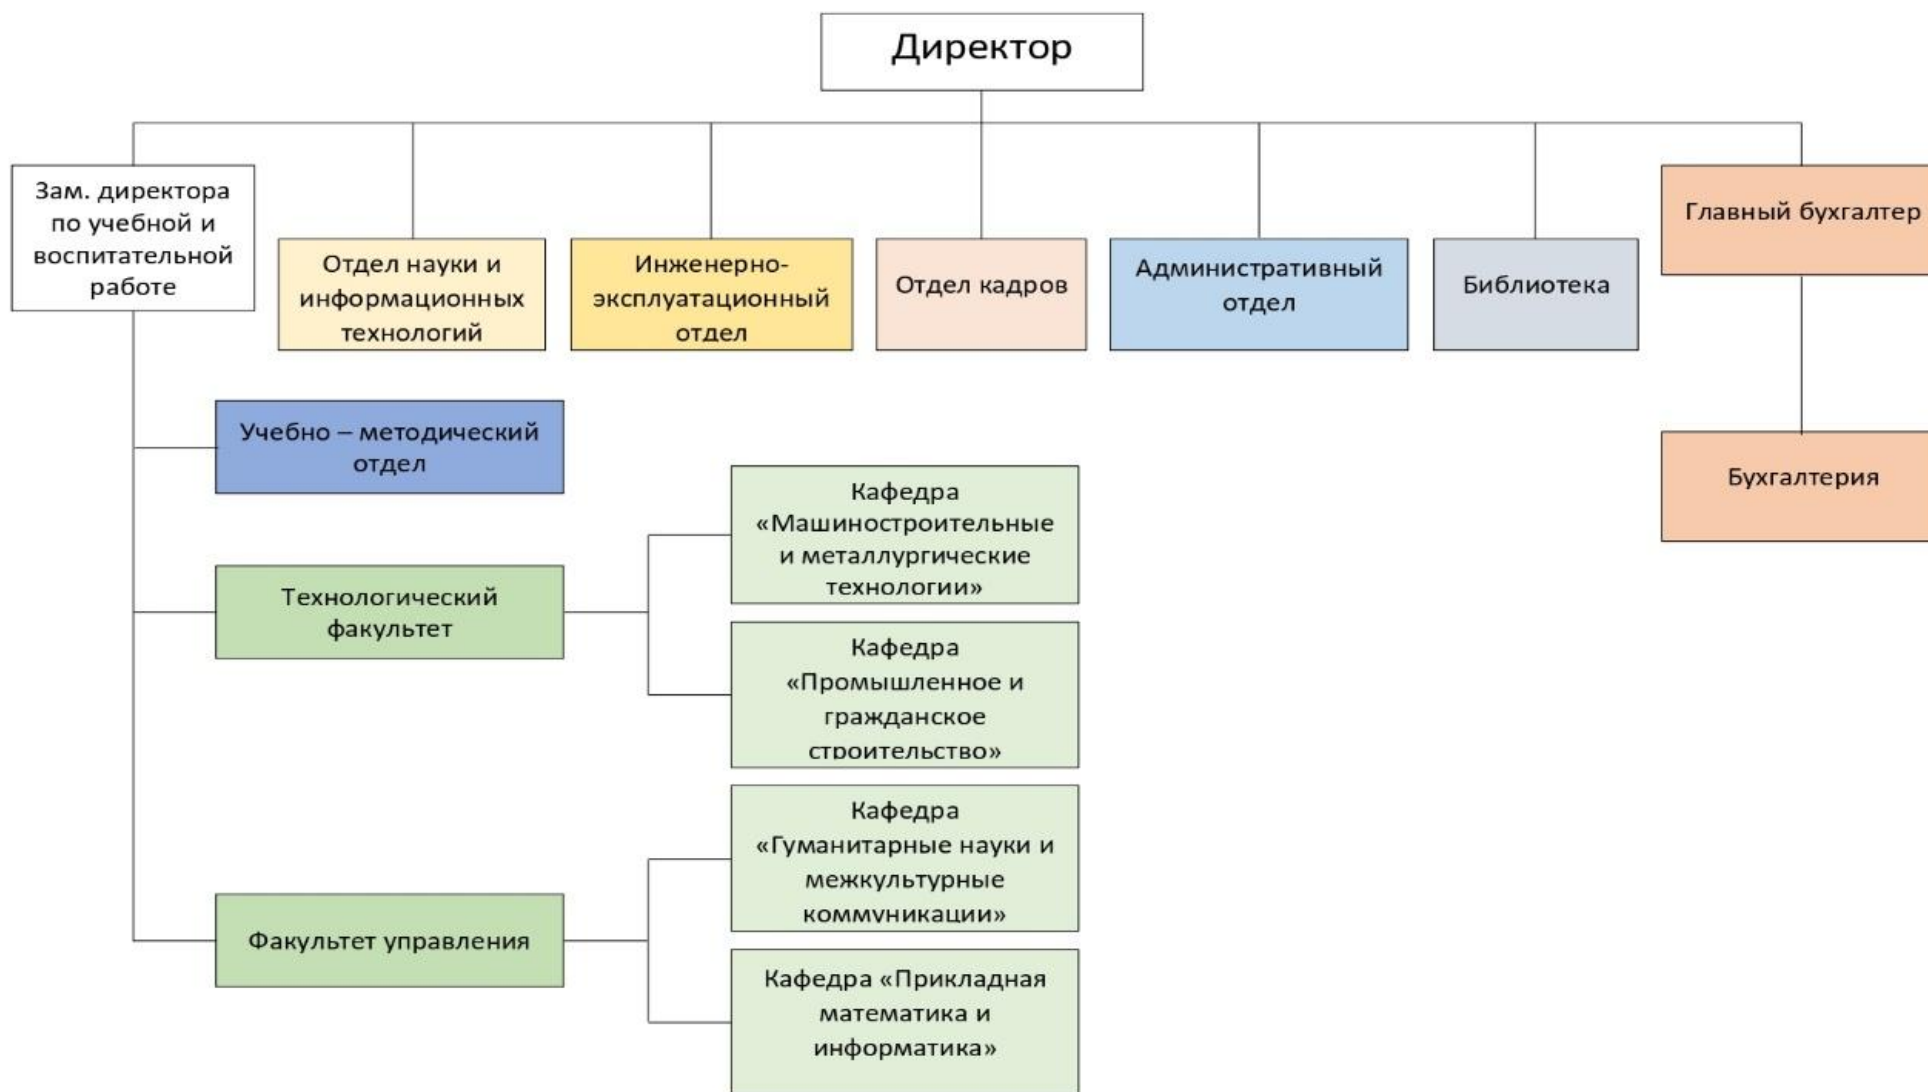 Директор
Зам. директора
по учебной и
воспитательной
работе
Отдел науки и
информационных
технологий
Инженерно-
эксплуатационный
отдел
Отдел кадров
Административный
отдел
Библиотека
Главный бухгалтер
Учебно – методический
отдел
Бухгалтерия
Технологический
факультет
Кафедра
«Машиностроительные
и металлургические
технологии»
Кафедра
«Промышленное и
гражданское
строительство»
Факультет управления
Кафедра
«Гуманитарные науки и
межкультурные
коммуникации»
Кафедра «Прикладная
математика и
информатика»